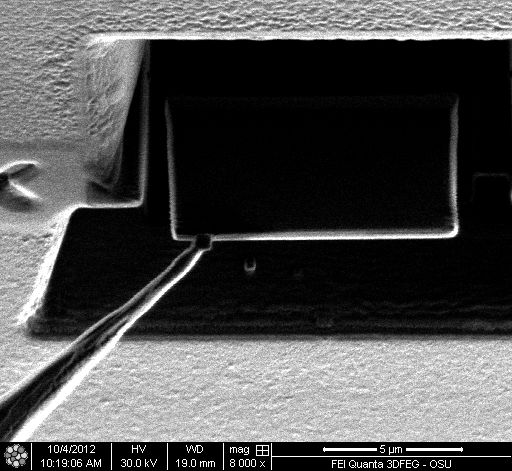 10/4/2012 HV WD mag 5 µm
10:19:06 AM 30.0 kV 19.0 mm 8 000 x FEI Quanta 3DFEG - OSU